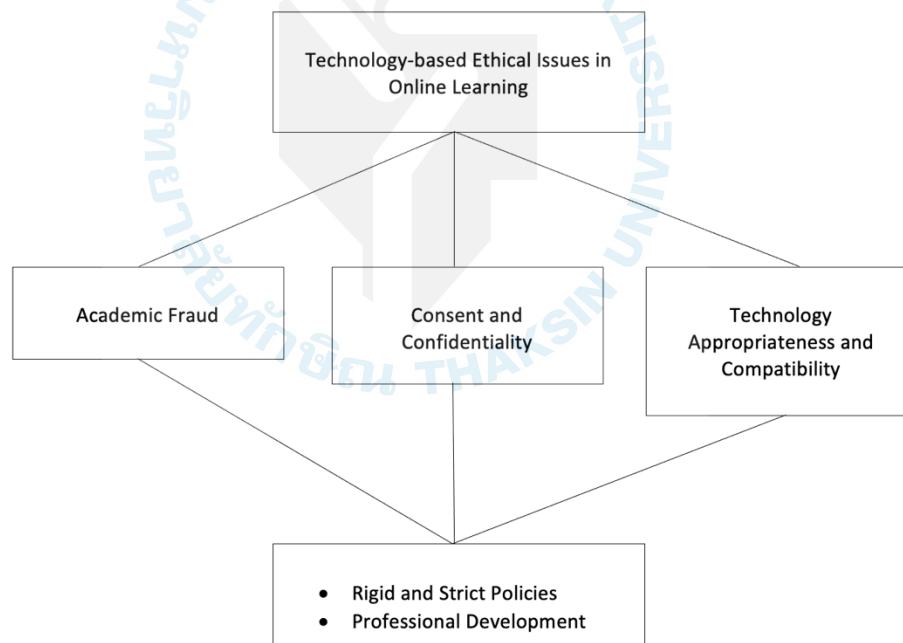 Technology-based Ethical Issues in
Online Learning
Academic Fraud
Consent and
Confidentiality
Technology
Appropriateness and
Compatibility
• Rigid and Strict Policies
• Professional Development
THAKSIN UNIVERSIT